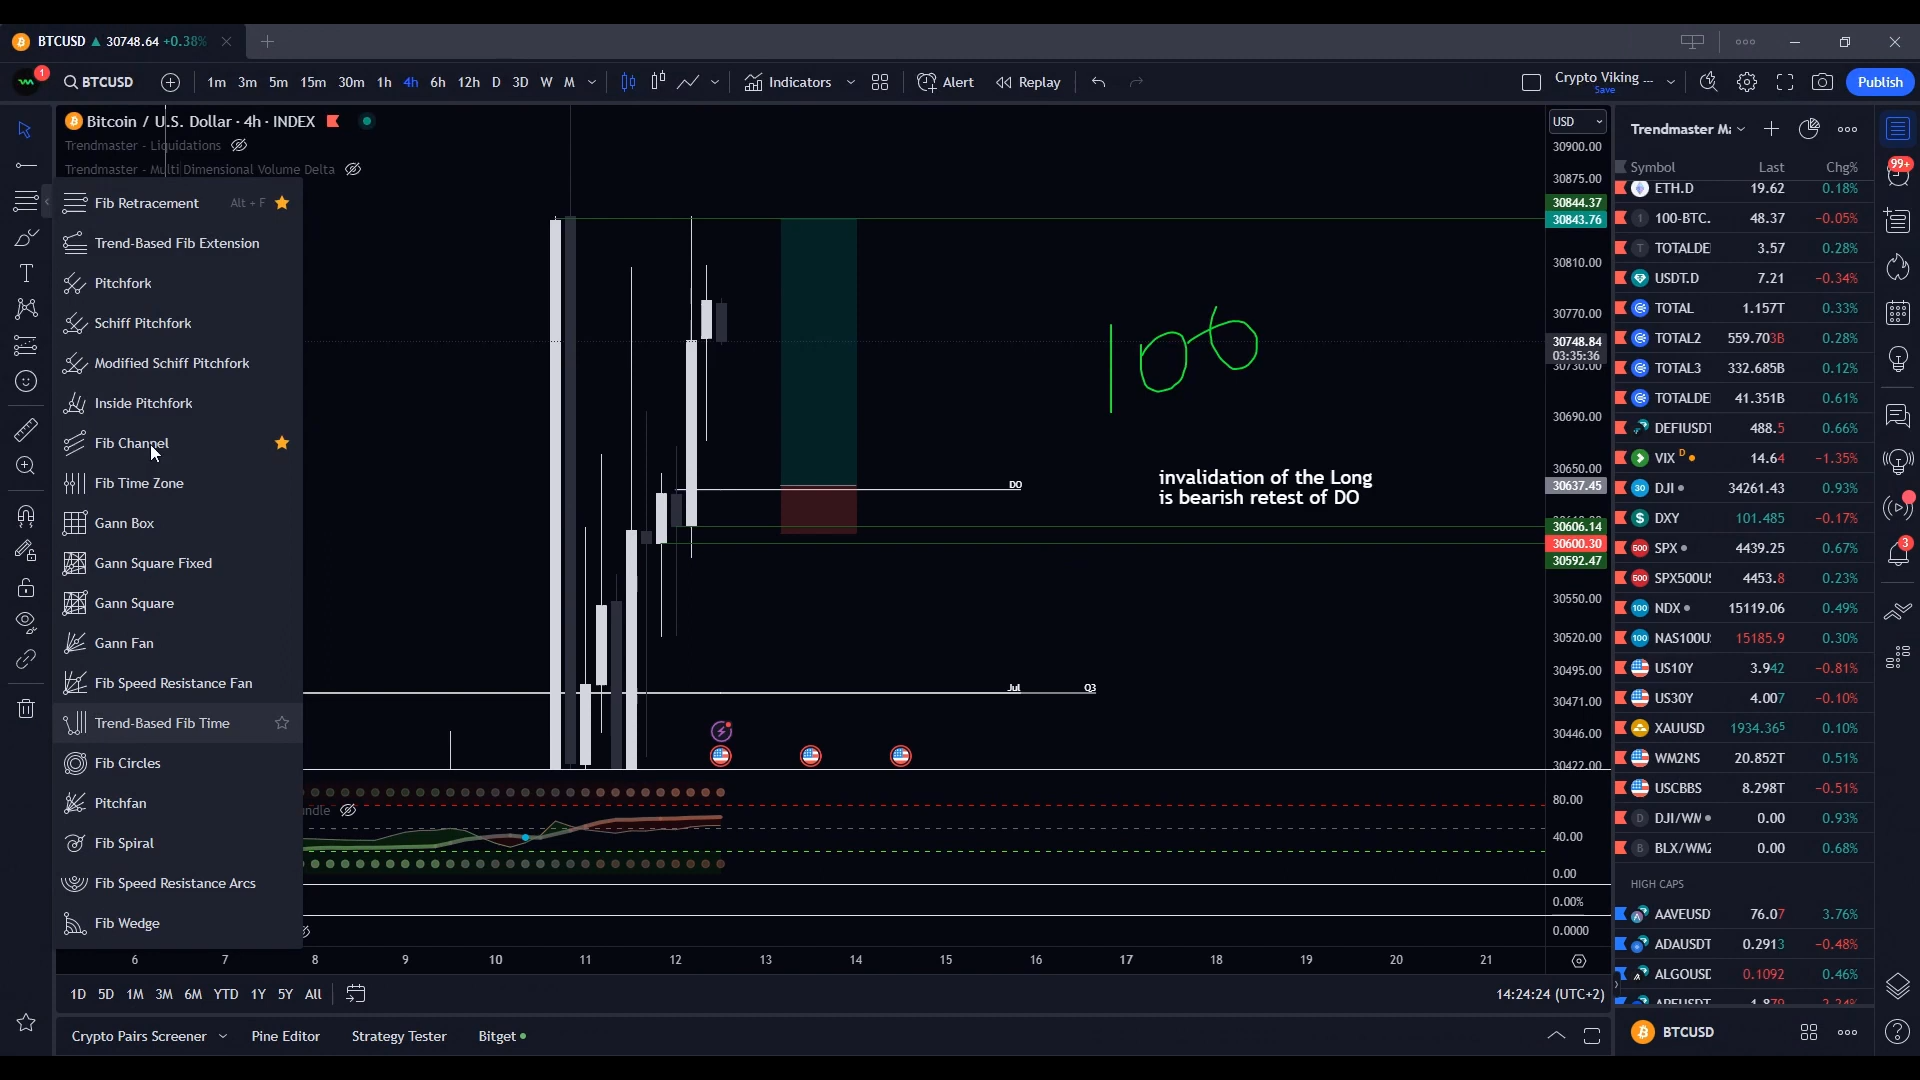 BTCUSD ▲ 30748.64 +0.38%
1 BTCUSD 1m 3m 5m 15m 30m 1h 4h 6h 12h D 3D W M Indicators Alert Replay Crypto Viking ... Save Publish
Bitcoin / U.S. Dollar · 4h · INDEX
Trendmaster - Liquidations
Trendmaster - Multi Dimensional Volume Delta
Fib Retracement Alt + F
Trend-Based Fib Extension
Pitchfork
Schiff Pitchfork
Modified Schiff Pitchfork
Inside Pitchfork
Fib Channel
Fib Time Zone
Gann Box
Gann Square Fixed
Gann Square
Gann Fan
Fib Speed Resistance Fan
Trend-Based Fib Time
Fib Circles
Pitchfan
Fib Spiral
Fib Speed Resistance Arcs
Fib Wedge
100
invalidation of the Long
is bearish retest of DO
DO
Jul Q3
USD
30900.00
30875.00
30844.37
30843.76
30810.00
30770.00
30748.84
03:35:36
30730.00
30690.00
30650.00
30637.45
30606.14
30600.30
30592.47
30550.00
30520.00
30495.00
30471.00
30446.00
30422.00
80.00
40.00
0.00
0.00%
0.0000
6 7 8 9 10 11 12 13 14 15 16 17 18 19 20 21
1D 5D 1M 3M 6M YTD 1Y 5Y All 14:24:24 (UTC+2)
Crypto Pairs Screener Pine Editor Strategy Tester Bitget
Trendmaster Ma
Symbol Last Chg%
ETH.D 19.62 0.18%
100-BTC. 48.37 −0.05%
TOTALDE 3.57 0.28%
USDT.D 7.21 −0.34%
TOTAL 1.157T 0.33%
TOTAL2 559.703B 0.28%
TOTAL3 332.685B 0.12%
TOTALDE 41.351B 0.61%
DEFIUSDT 488.5 0.66%
VIX D 14.64 −1.35%
DJI 34261.43 0.93%
DXY 101.485 −0.17%
SPX 4439.25 0.67%
SPX500US 4453.8 0.23%
NDX 15119.06 0.49%
NAS100U 15185.9 0.30%
US10Y 3.942 −0.81%
US30Y 4.007 −0.10%
XAUUSD 1934.365 0.10%
WM2NS 20.852T 0.51%
USCBBS 8.298T −0.51%
DJI/WM 0.00 0.93%
BLX/WM2 0.00 0.68%
HIGH CAPS
AAVEUSD 76.07 3.76%
ADAUSDT 0.2913 −0.48%
ALGOUSD 0.1092 0.46%
BTCUSD
99+
3